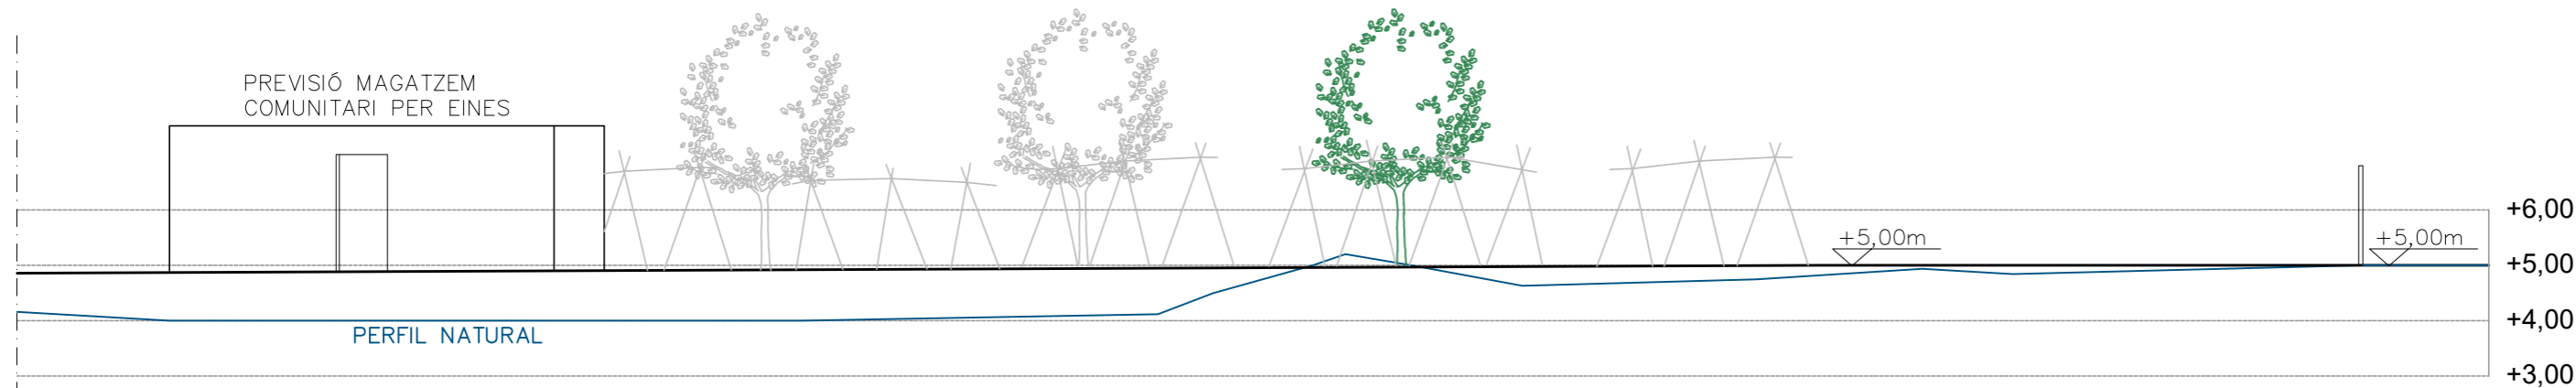 PREVISIÓ MAGATZEM
COMUNITARI PER EINES
+6,00
+5,00m
+5,00m
+5,00
+4,00
PERFIL NATURAL
+3,00